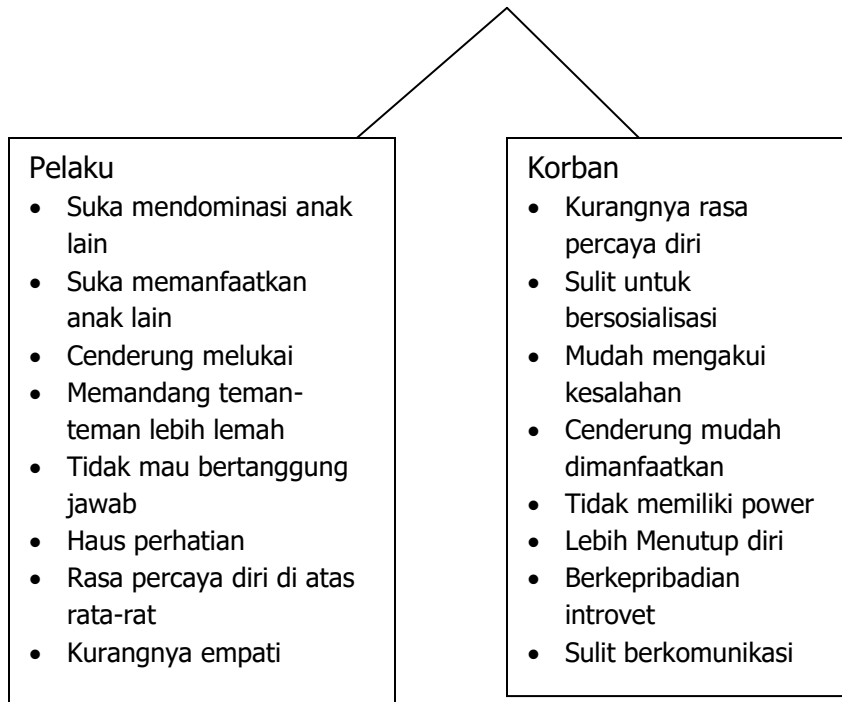 Pelaku
• Suka mendominasi anak
lain
• Suka memanfaatkan
anak lain
• Cenderung melukai
• Memandang teman-
teman lebih lemah
• Tidak mau bertanggung
jawab
• Haus perhatian
• Rasa percaya diri di atas
rata-rat
• Kurangnya empati
Korban
• Kurangnya rasa
percaya diri
• Sulit untuk
bersosialisasi
• Mudah mengakui
kesalahan
• Cenderung mudah
dimanfaatkan
• Tidak memiliki power
• Lebih Menutup diri
• Berkepribadian
introvet
• Sulit berkomunikasi